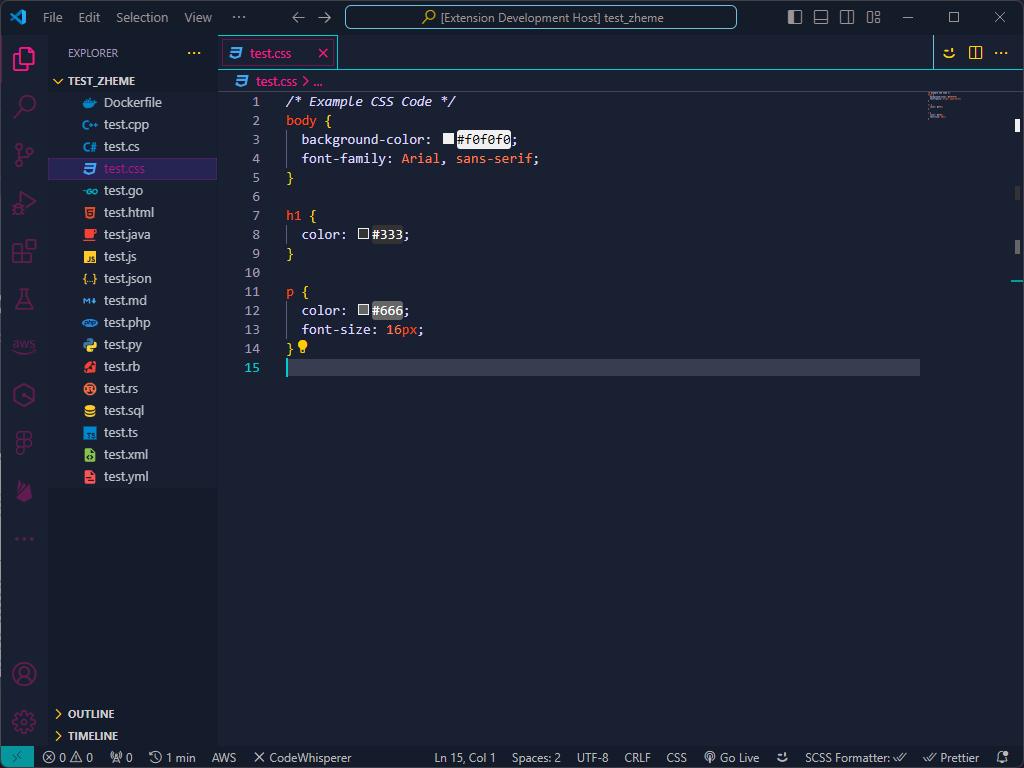 File Edit Selection View ··· [Extension Development Host] test_zheme
EXPLORER ···
TEST_ZHEME
Dockerfile
C++ test.cpp
C# test.cs
test.css
GO test.go
test.html
test.java
JS test.js
{..} test.json
M↓ test.md
php test.php
test.py
test.rb
test.rs
test.sql
TS test.ts
test.xml
test.yml
OUTLINE
TIMELINE
aws
test.css
test.css > ...
1 /* Example CSS Code */
2 body {
3 background-color: #f0f0f0;
4 font-family: Arial, sans-serif;
5 }
6
7 h1 {
8 color: #333;
9 }
10
11 p {
12 color: #666;
13 font-size: 16px;
14 }
15
0 0 0 1 min AWS CodeWhisperer Ln 15, Col 1 Spaces: 2 UTF-8 CRLF CSS Go Live SCSS Formatter: Prettier